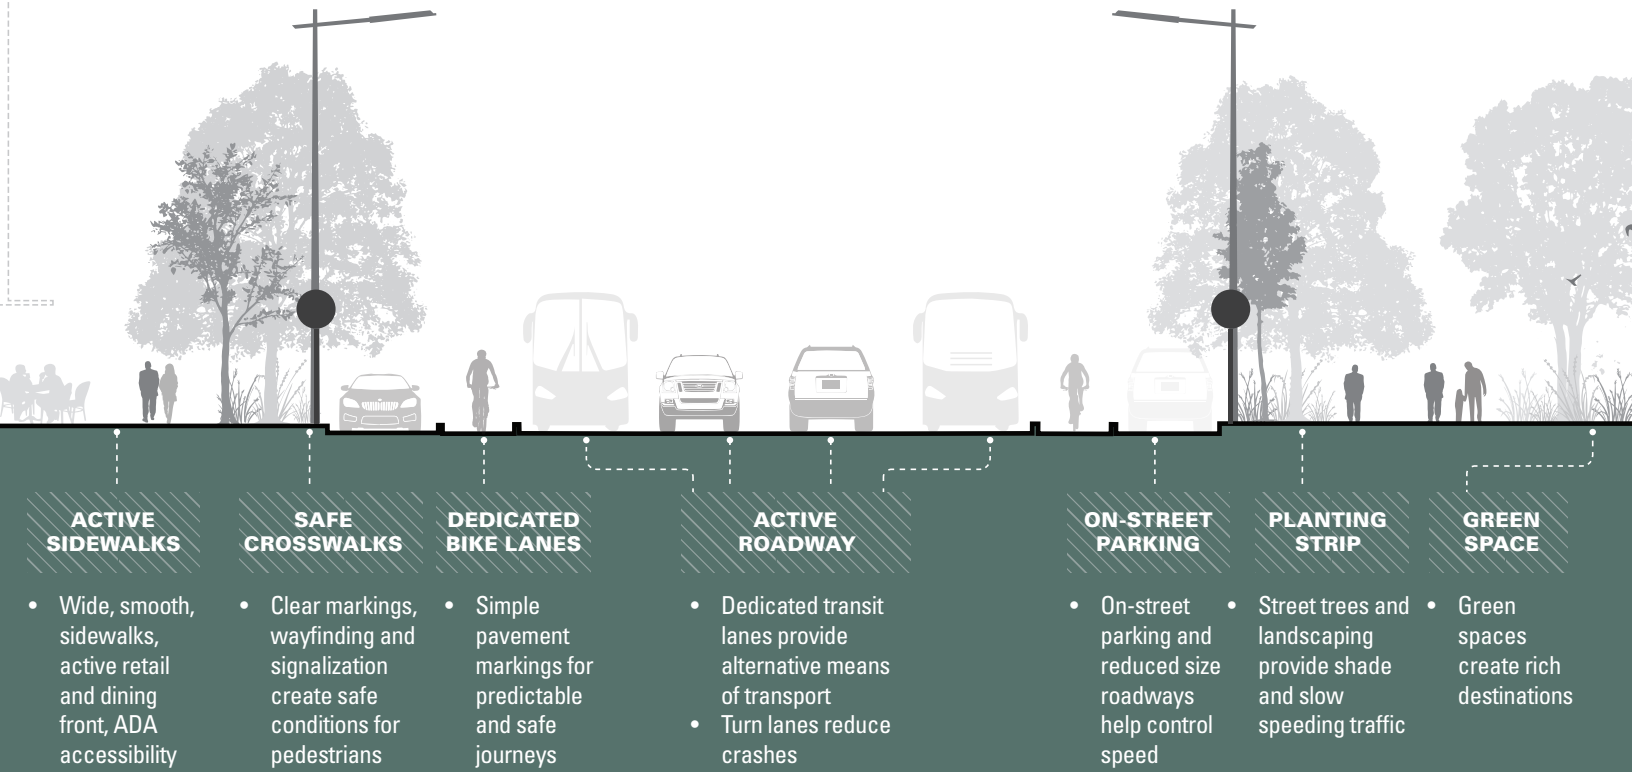 ACTIVE
SIDEWALKS
• Wide, smooth,
sidewalks,
active retail
and dining
front, ADA
accessibility
SAFE
CROSSWALKS
• Clear markings,
wayfinding and
signalization
create safe
conditions for
pedestrians
DEDICATED
BIKE LANES
• Simple
pavement
markings for
predictable
and safe
journeys
ACTIVE
ROADWAY
• Dedicated transit
lanes provide
alternative means
of transport
• Turn lanes reduce
crashes
ON-STREET
PARKING
• On-street
parking and
reduced size
roadways
help control
speed
PLANTING
STRIP
• Street trees and
landscaping
provide shade
and slow
speeding traffic
GREEN
SPACE
• Green
spaces
create rich
destinations